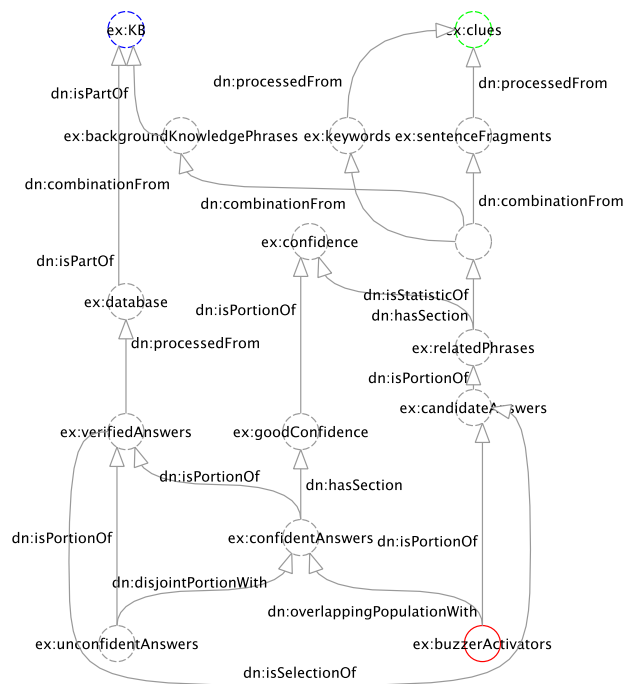 ex:KB
ex:clues
dn:processedFrom
dn:processedFrom
dn:isPartOf
ex:backgroundKnowledgePhrases
ex:keywords
ex:sentenceFragments
dn:combinationFrom
dn:combinationFrom
dn:combinationFrom
ex:confidence
dn:isPartOf
dn:isStatisticOf
ex:database
dn:isPortionOf
dn:hasSection
dn:processedFrom
ex:relatedPhrases
dn:isPortionOf
ex:candidateAnswers
ex:verifiedAnswers
ex:goodConfidence
dn:isPortionOf
dn:hasSection
dn:isPortionOf
ex:confidentAnswers
dn:isPortionOf
dn:disjointPortionWith
dn:overlappingPopulationWith
ex:unconfidentAnswers
ex:buzzerActivators
dn:isSelectionOf